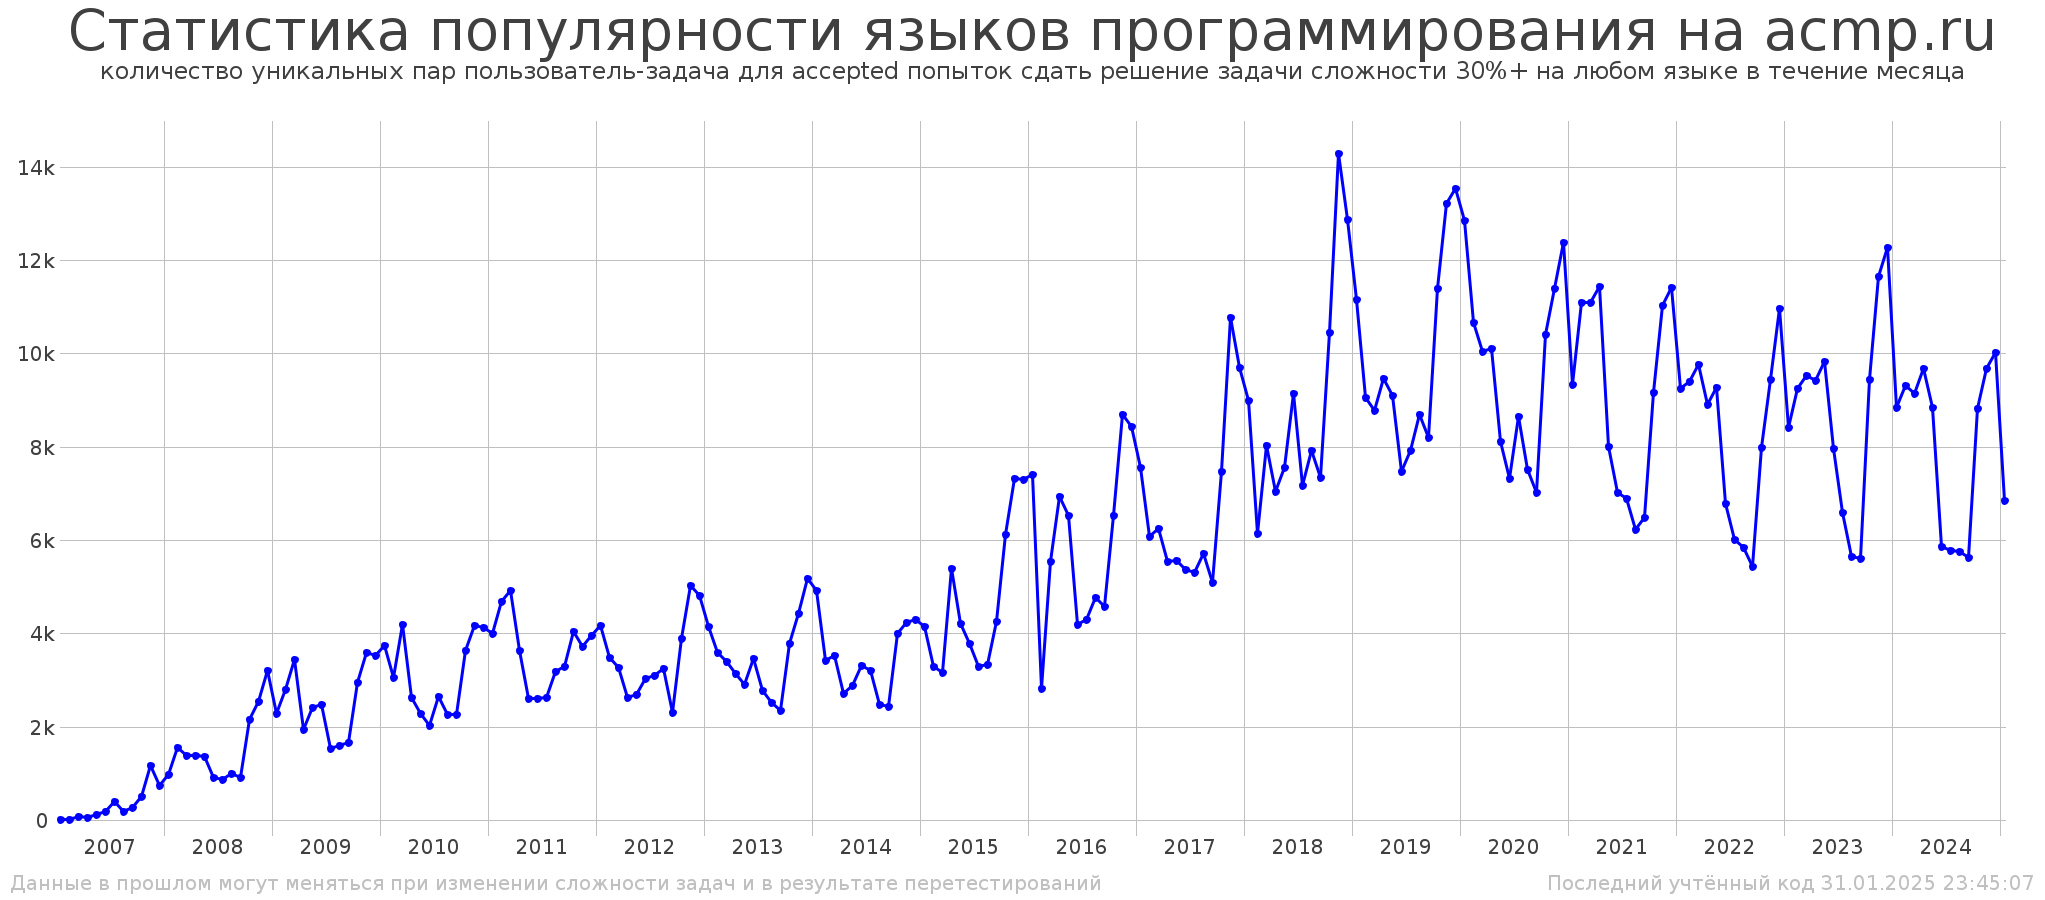 Статистика популярности языков программирования на acmp.ru
количество уникальных пар пользователь-задача для accepted попыток сдать решение задачи сложности 30%+ на любом языке в течение месяца
14k
12k
10k
8k
6k
4k
2k
0
2007 2008 2009 2010 2011 2012 2013 2014 2015 2016 2017 2018 2019 2020 2021 2022 2023 2024
Данные в прошлом могут меняться при изменении сложности задач и в результате перетестирований
Последний учтённый код 31.01.2025 23:45:07